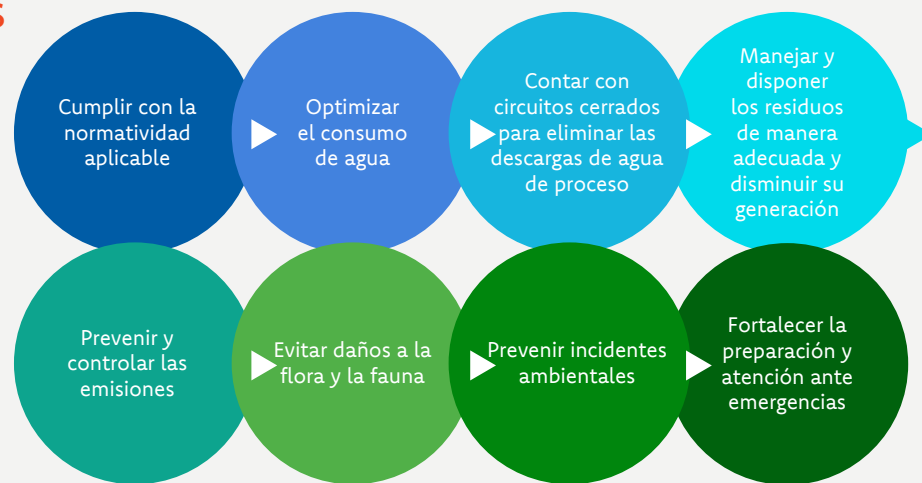 s
Cumplir con la
normatividad
aplicable
Optimizar
el consumo
de agua
Contar con
circuitos cerrados
para eliminar las
descargas de agua
de proceso
Manejar y
disponer
los residuos
de manera
adecuada y
disminuir su
generación
Prevenir y
controlar las
emisiones
Evitar daños a la
flora y la fauna
Prevenir incidentes
ambientales
Fortalecer la
preparación y
atención ante
emergencias